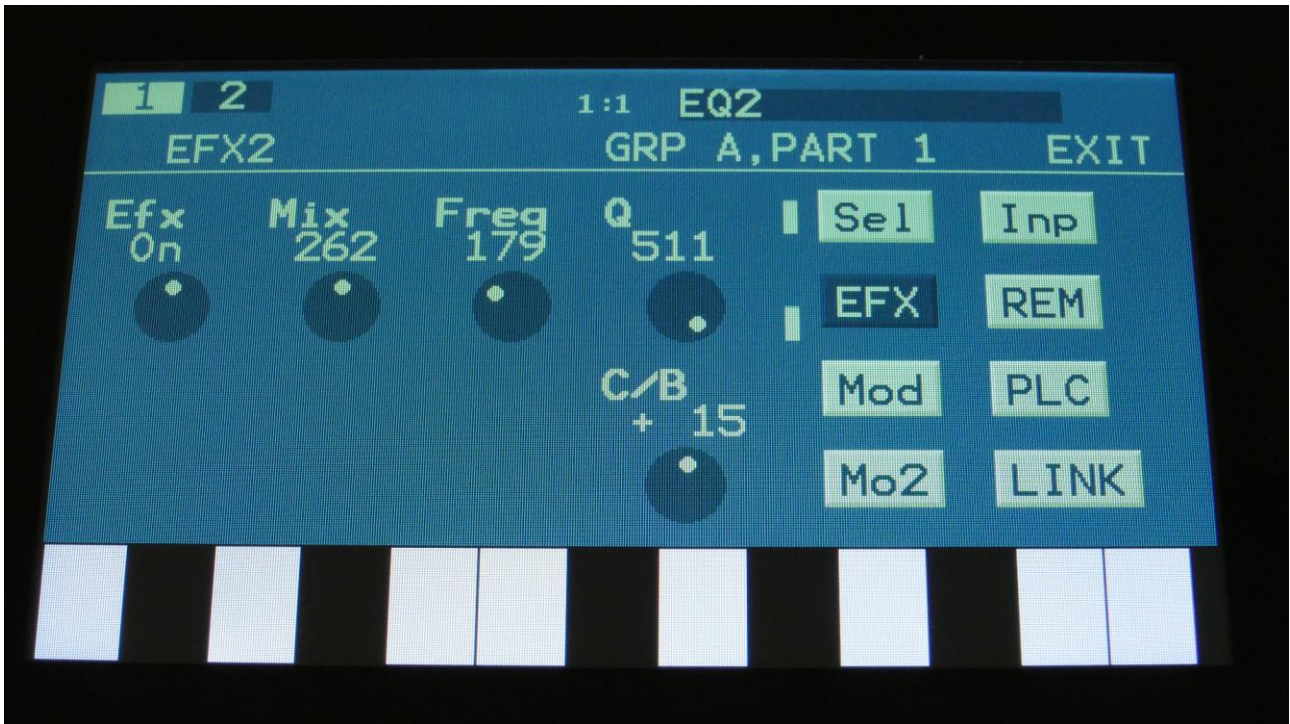 1 2 1:1 EQ2
EFX2 GRP A,PART 1 EXIT
Efx Mix Freq Q Sel Inp
On 262 179 511
EFX REM
C/B Mod PLC
+ 15
Mo2 LINK